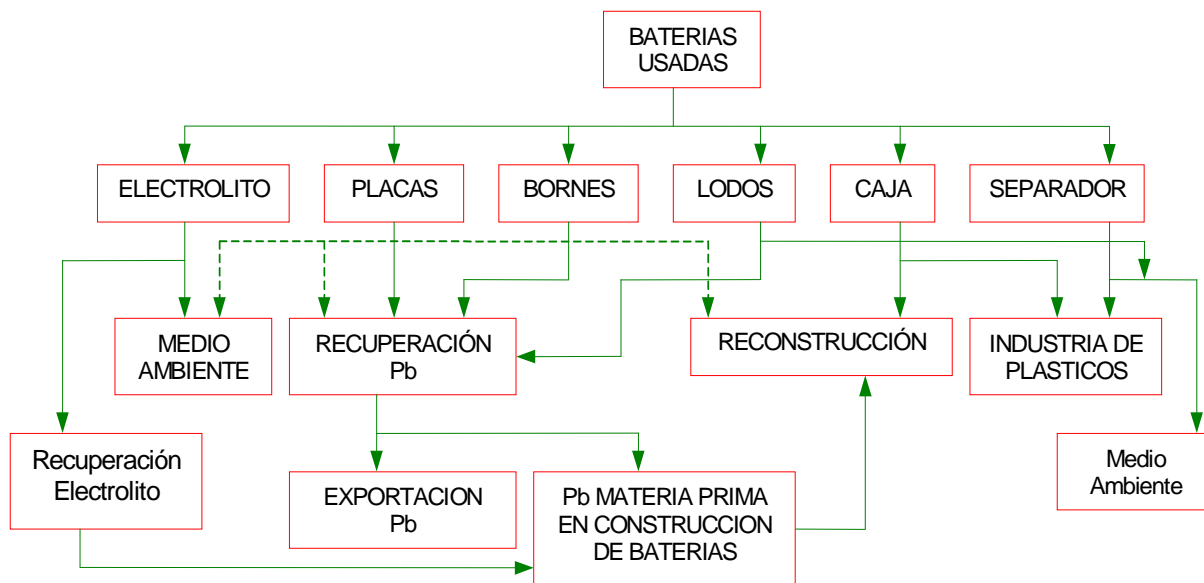 BATERIAS
USADAS
ELECTROLITO
PLACAS
BORNES
LODOS
CAJA
SEPARADOR
MEDIO
AMBIENTE
RECUPERACIÓN
Pb
RECONSTRUCCIÓN
INDUSTRIA DE
PLASTICOS
Recuperación
Electrolito
EXPORTACION
Pb
Pb MATERIA PRIMA
EN CONSTRUCCION
DE BATERIAS
Medio
Ambiente